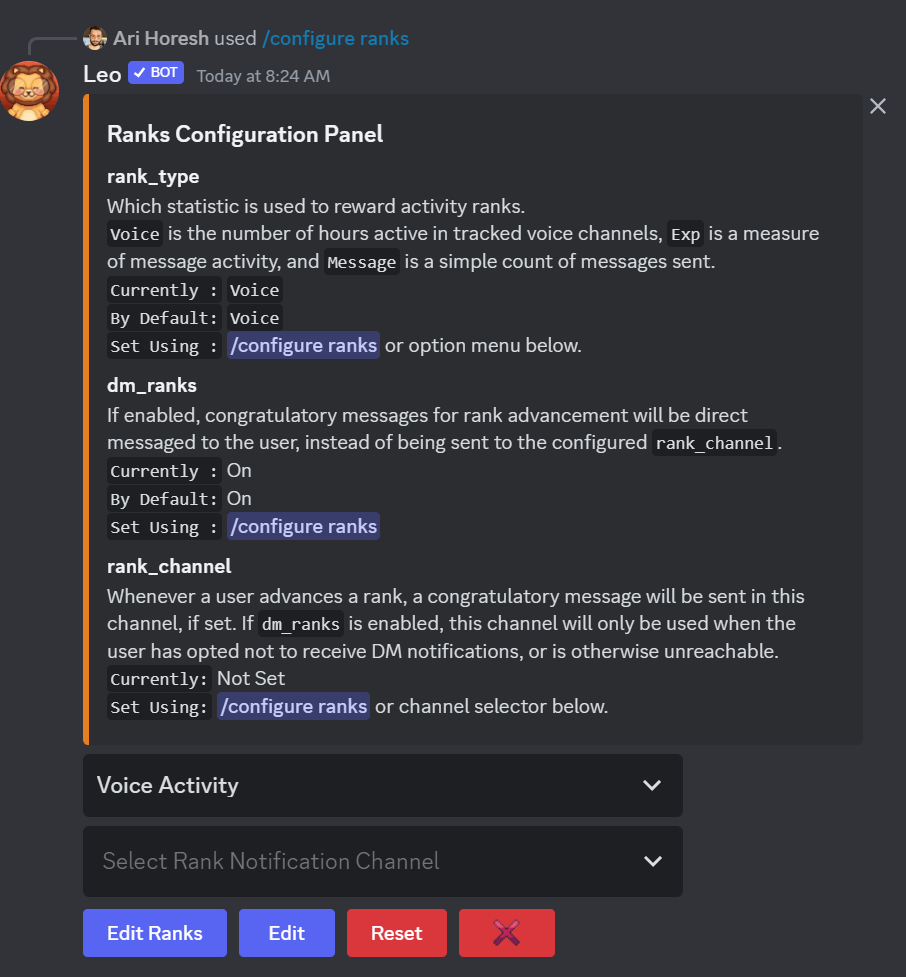 Ari Horesh used /configure ranks
Leo ✓ BOT Today at 8:24 AM
Ranks Configuration Panel
rank_type
Which statistic is used to reward activity ranks.
Voice is the number of hours active in tracked voice channels, Exp is a measure
of message activity, and Message is a simple count of messages sent.
Currently : Voice
By Default: Voice
Set Using : /configure ranks or option menu below.
dm_ranks
If enabled, congratulatory messages for rank advancement will be direct
messaged to the user, instead of being sent to the configured rank_channel.
Currently : On
By Default: On
Set Using : /configure ranks
rank_channel
Whenever a user advances a rank, a congratulatory message will be sent in this
channel, if set. If dm_ranks is enabled, this channel will only be used when the
user has opted not to receive DM notifications, or is otherwise unreachable.
Currently: Not Set
Set Using: /configure ranks or channel selector below.
Voice Activity
Select Rank Notification Channel
Edit Ranks Edit Reset